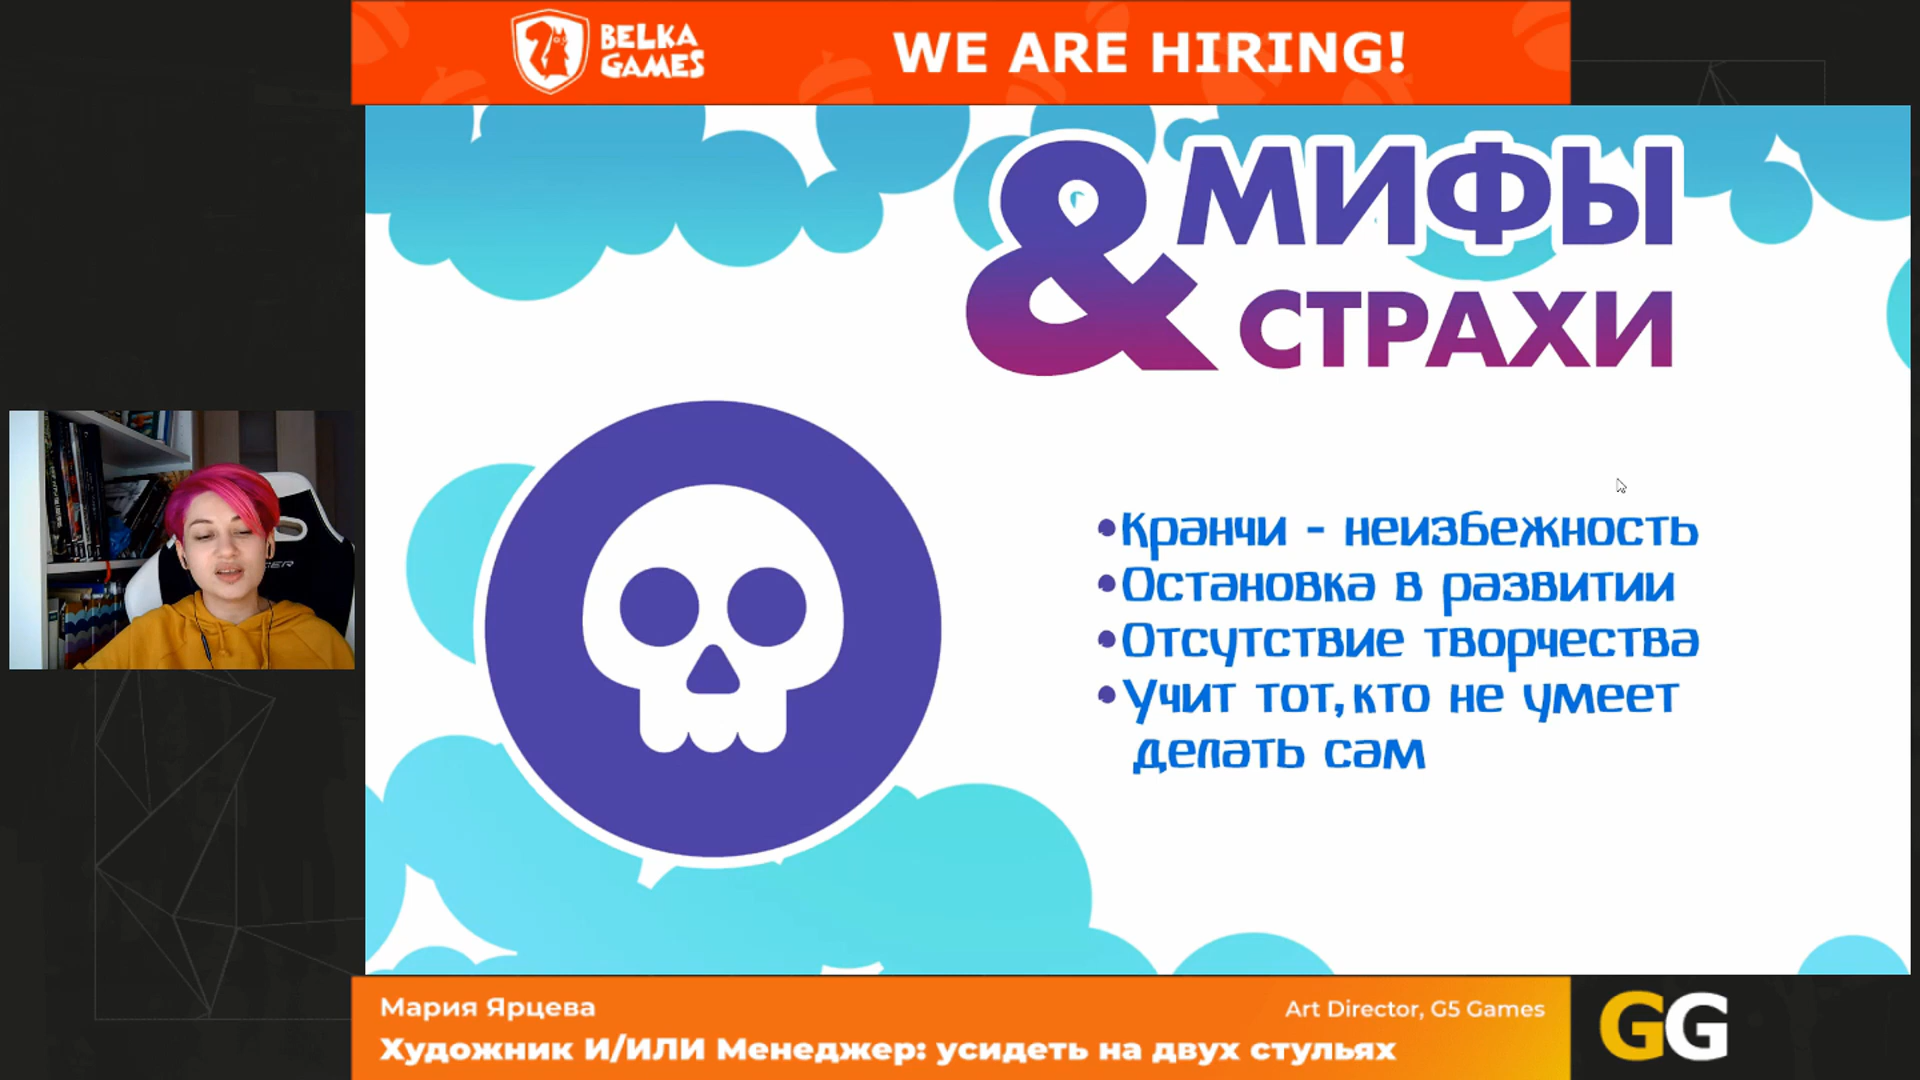 BELKA
GAMES
WE ARE HIRING!
& МИФЫ
СТРАХИ
•Кранчи - неизбежность
•Остановка в развитии
•Отсутствие творчества
•Учит тот, кто не умеет
делать сам
Мария Ярцева
Art Director, G5 Games
Художник И/ИЛИ Менеджер: усидеть на двух стульях
GG